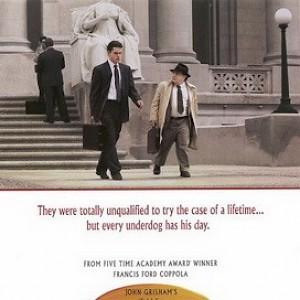 They were totally unqualified to try the case of a lifetime...
but every underdog has his day.
FROM FIVE TIME ACADEMY AWARD WINNER
FRANCIS FORD COPPOLA
JOHN GRISHAM'S